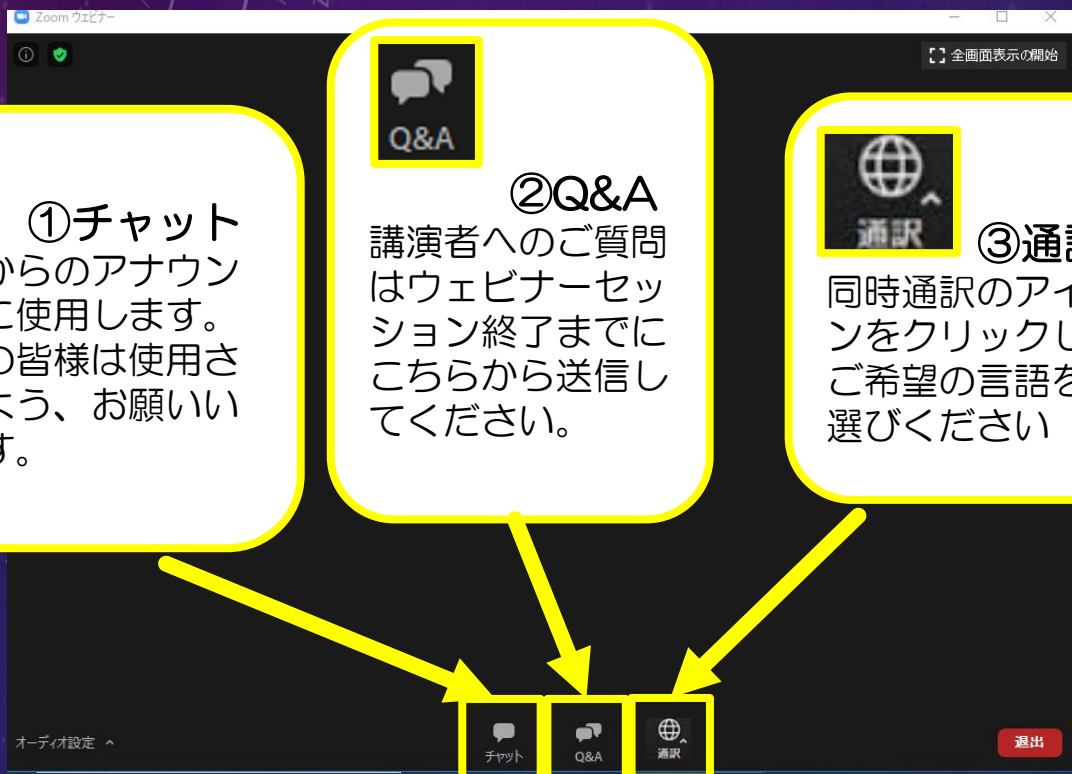 Zoom ウェビナー
全画面表示の開始
①チャット
からのアナウン
に使用します。
の皆様は使用さ
よう、お願いい
す。
Q&A
②Q&A
講演者へのご質問
はウェビナーセッ
ション終了までに
こちらから送信し
てください。
通訳
③通訳
同時通訳のアイ
ンをクリックし
ご希望の言語を
選びください
オーディオ設定
チャット
Q&A
通訳
退出